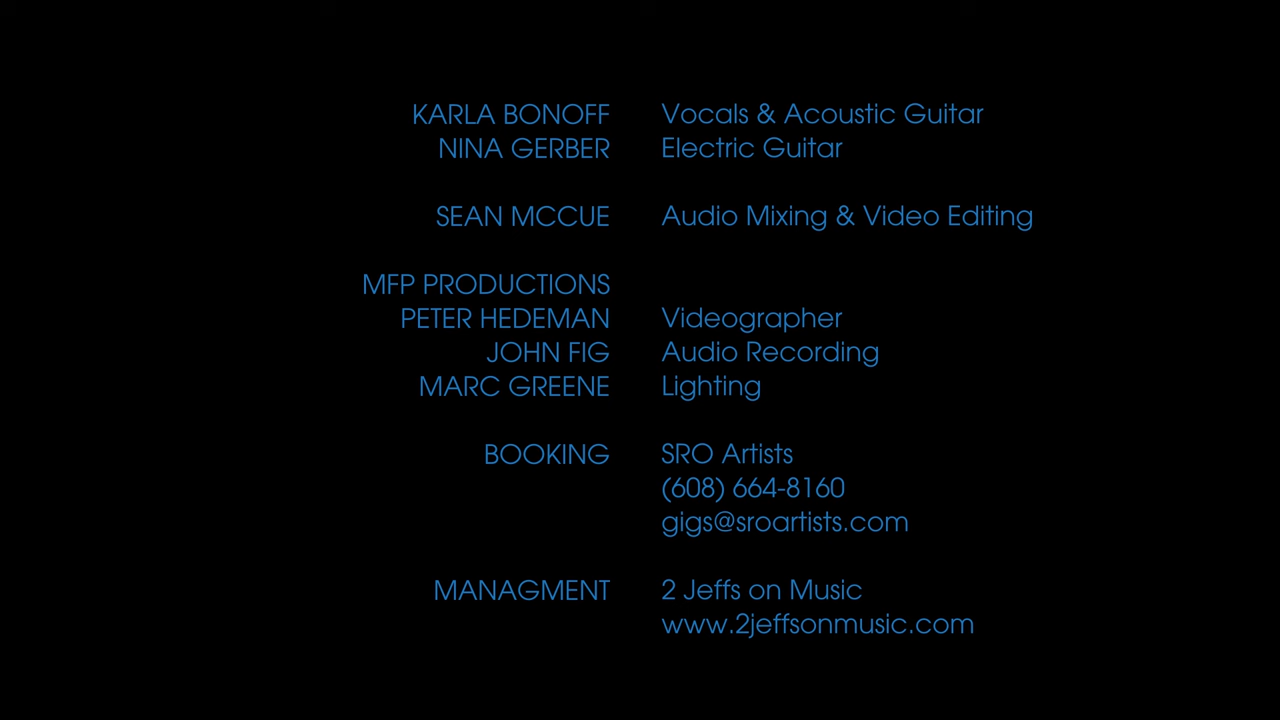 KARLA BONOFF Vocals & Acoustic Guitar
NINA GERBER Electric Guitar
SEAN MCCUE Audio Mixing & Video Editing
MFP PRODUCTIONS
PETER HEDEMAN Videographer
JOHN FIG Audio Recording
MARC GREENE Lighting
BOOKING SRO Artists
(608) 664-8160
gigs@sroartists.com
MANAGMENT 2 Jeffs on Music
www.2jeffsonmusic.com